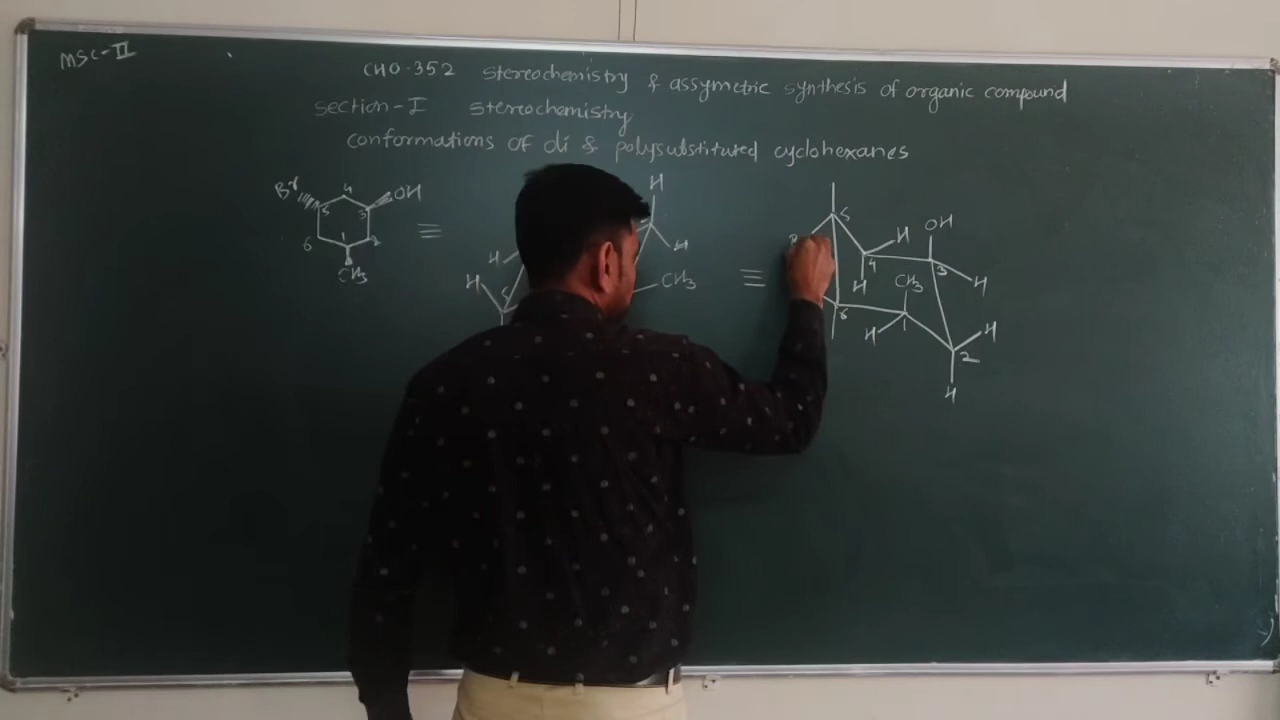 MSC-II
CHO-352 stereochemistry & assymetric synthesis of organic compound
section-I stereochemistry
conformations of di & polysubstituted cyclohexanes
Br 4 OH
5 3
6 1 2
CH3
≡
H
H H
H CH3
5
≡
5 OH
H
4 3
H CH3 H
6
H 1 H
2
H